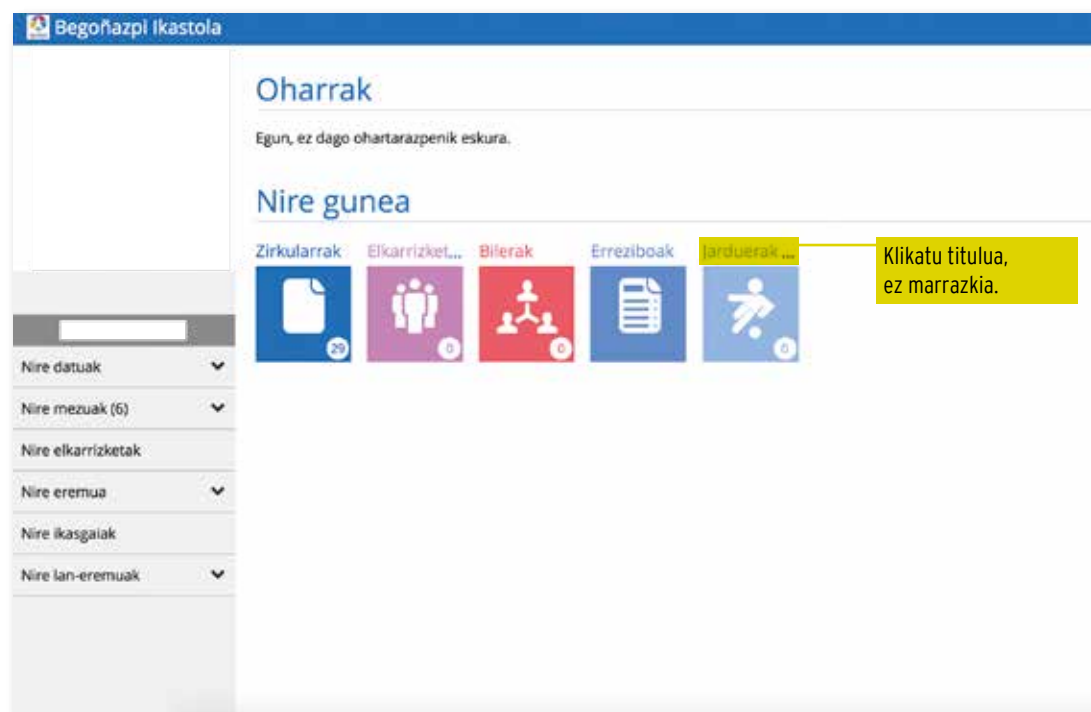 Begoñazpi Ikastola
Oharrak
Egun, ez dago ohartarazpenik eskura.
Nire gunea
Zirkularrak Elkarrizket... Bilerak Erreziboak Jarduerak ...
Klikatu titulua,
ez marrazkia.
29 0 0 0
Nire datuak
Nire mezuak (6)
Nire elkarrizketak
Nire eremua
Nire ikasgaiak
Nire lan-eremuak